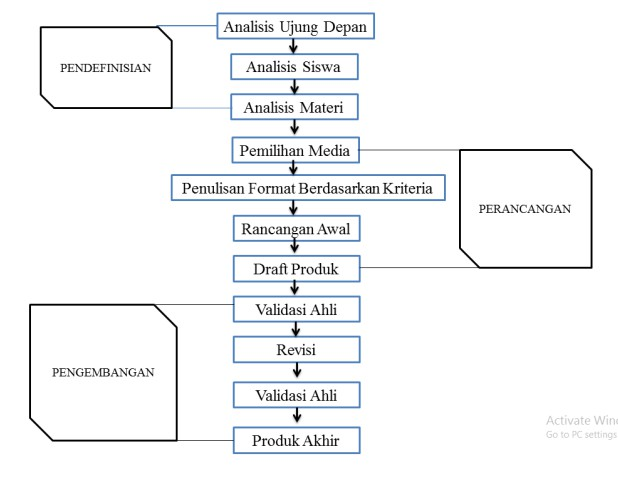 Analisis Ujung Depan
PENDEFINISIAN
Analisis Siswa
Analisis Materi
Pemilihan Media
Penulisan Format Berdasarkan Kriteria
PERANCANGAN
Rancangan Awal
Draft Produk
Validasi Ahli
Revisi
PENGEMBANGAN
Validasi Ahli
Produk Akhir
Activate Win
Go to PC settings